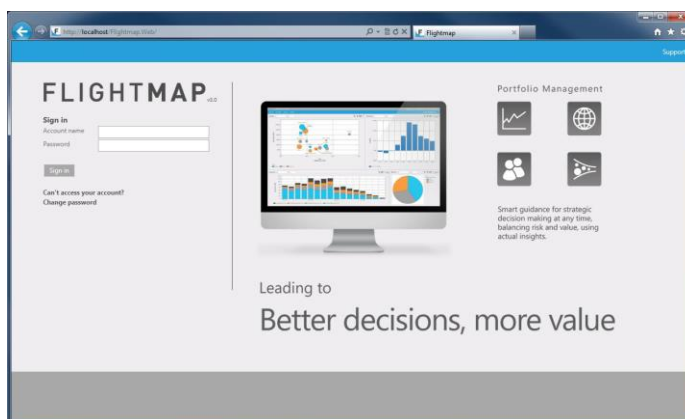 http://localhost/Flightmap.Web/
Flightmap
Support
FLIGHTMAP
Sign in
Account name
Password
Sign in
Can't access your account?
Change password
Portfolio Management
Smart guidance for strategic
decision making at any time,
balancing risk and value, using
actual insights.
Leading to
Better decisions, more value